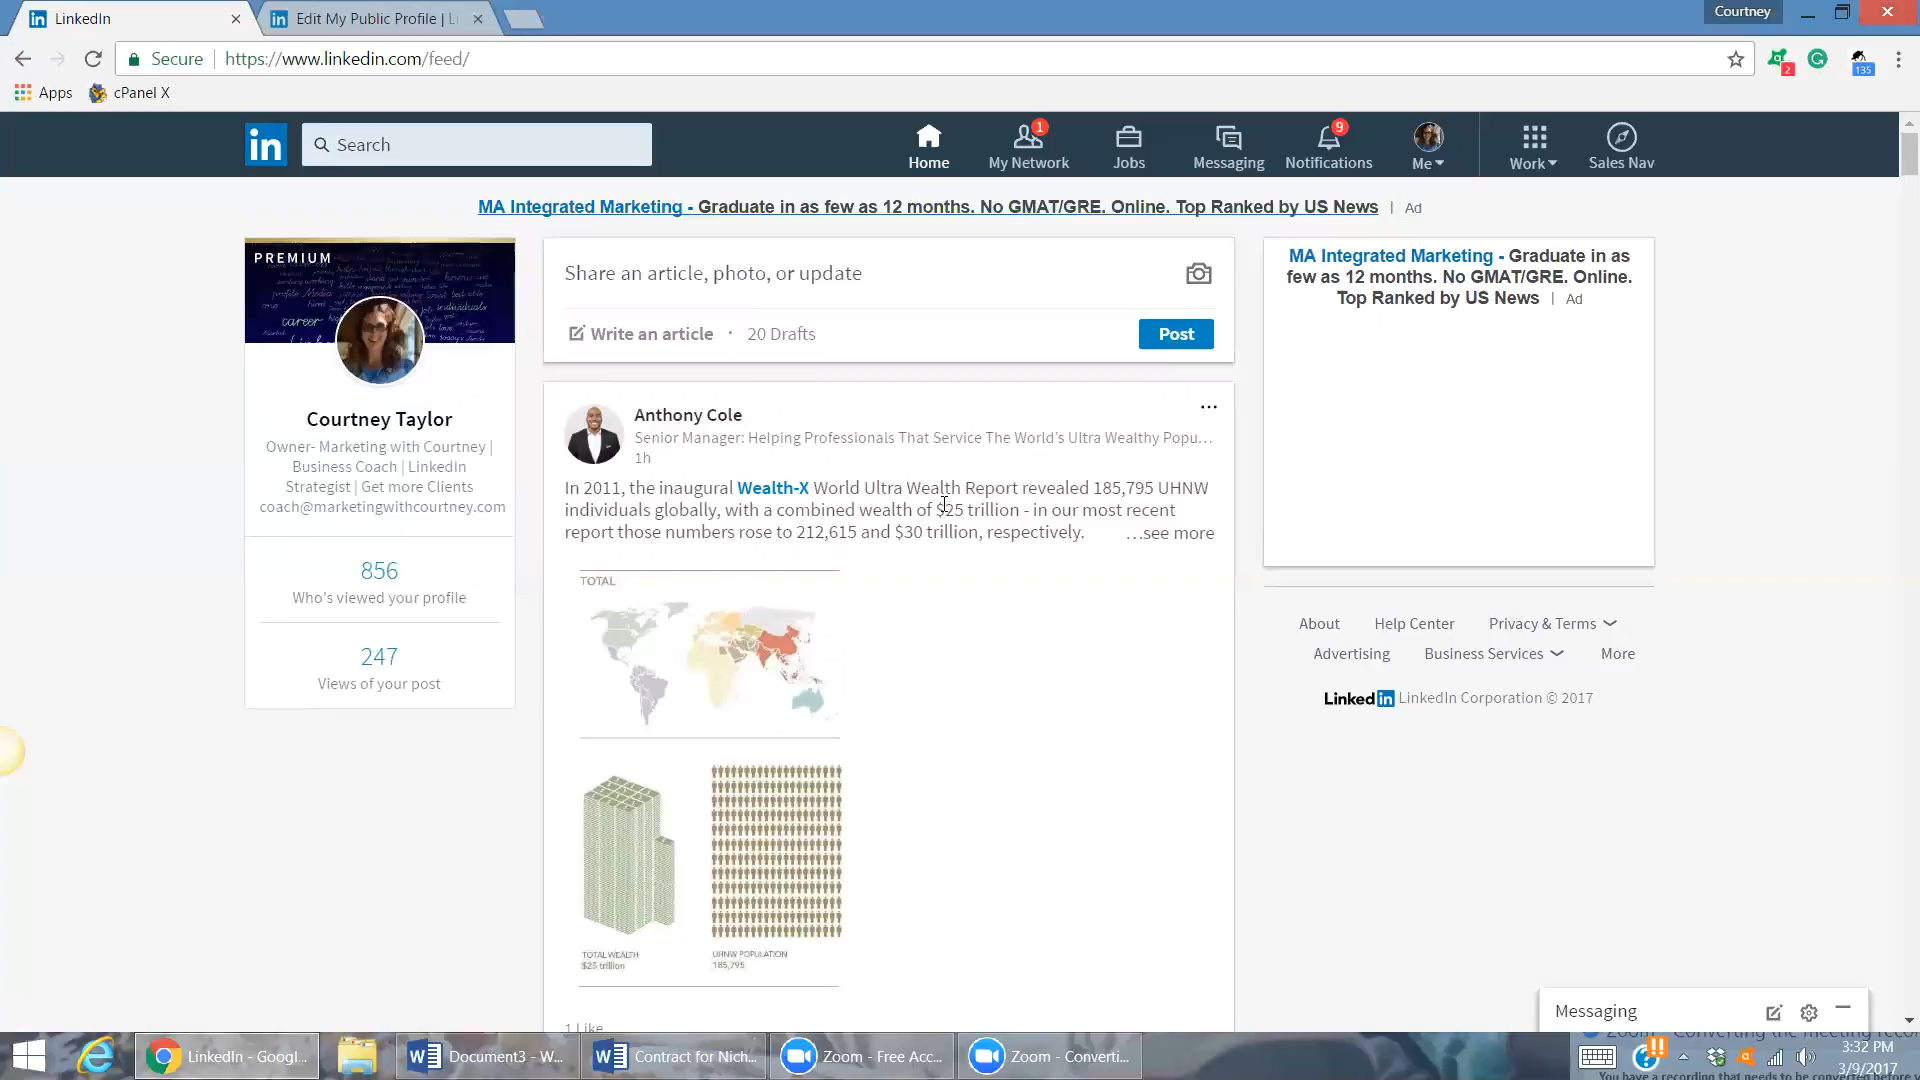 LinkedIn
Edit My Public Profile | L
Courtney
Secure
https://www.linkedin.com/feed/
2
135
Apps
cPanel X
in
Search
Home
1
My Network
Jobs
Messaging
9
Notifications
Me
Work
Sales Nav
MA Integrated Marketing - Graduate in as few as 12 months. No GMAT/GRE. Online. Top Ranked by US News | Ad
PREMIUM
career
Courtney Taylor
Owner- Marketing with Courtney |
Business Coach | LinkedIn
Strategist | Get more Clients
coach@marketingwithcourtney.com
856
Who's viewed your profile
247
Views of your post
Share an article, photo, or update
Write an article · 20 Drafts
Post
Anthony Cole
Senior Manager: Helping Professionals That Service The World's Ultra Wealthy Popu...
1h
In 2011, the inaugural Wealth-X World Ultra Wealth Report revealed 185,795 UHNW
individuals globally, with a combined wealth of $25 trillion - in our most recent
report those numbers rose to 212,615 and $30 trillion, respectively. ...see more
TOTAL
TOTAL WEALTH
$25 trillion
UHNW POPULATION
185,795
1 Like
MA Integrated Marketing - Graduate in as
few as 12 months. No GMAT/GRE. Online.
Top Ranked by US News | Ad
About
Help Center
Privacy & Terms
Advertising
Business Services
More
Linked in LinkedIn Corporation © 2017
Messaging
LinkedIn - Googl...
Document3 - W...
Contract for Nich...
Zoom - Free Acc...
Zoom - Converti...
3:32 PM
3/9/2017